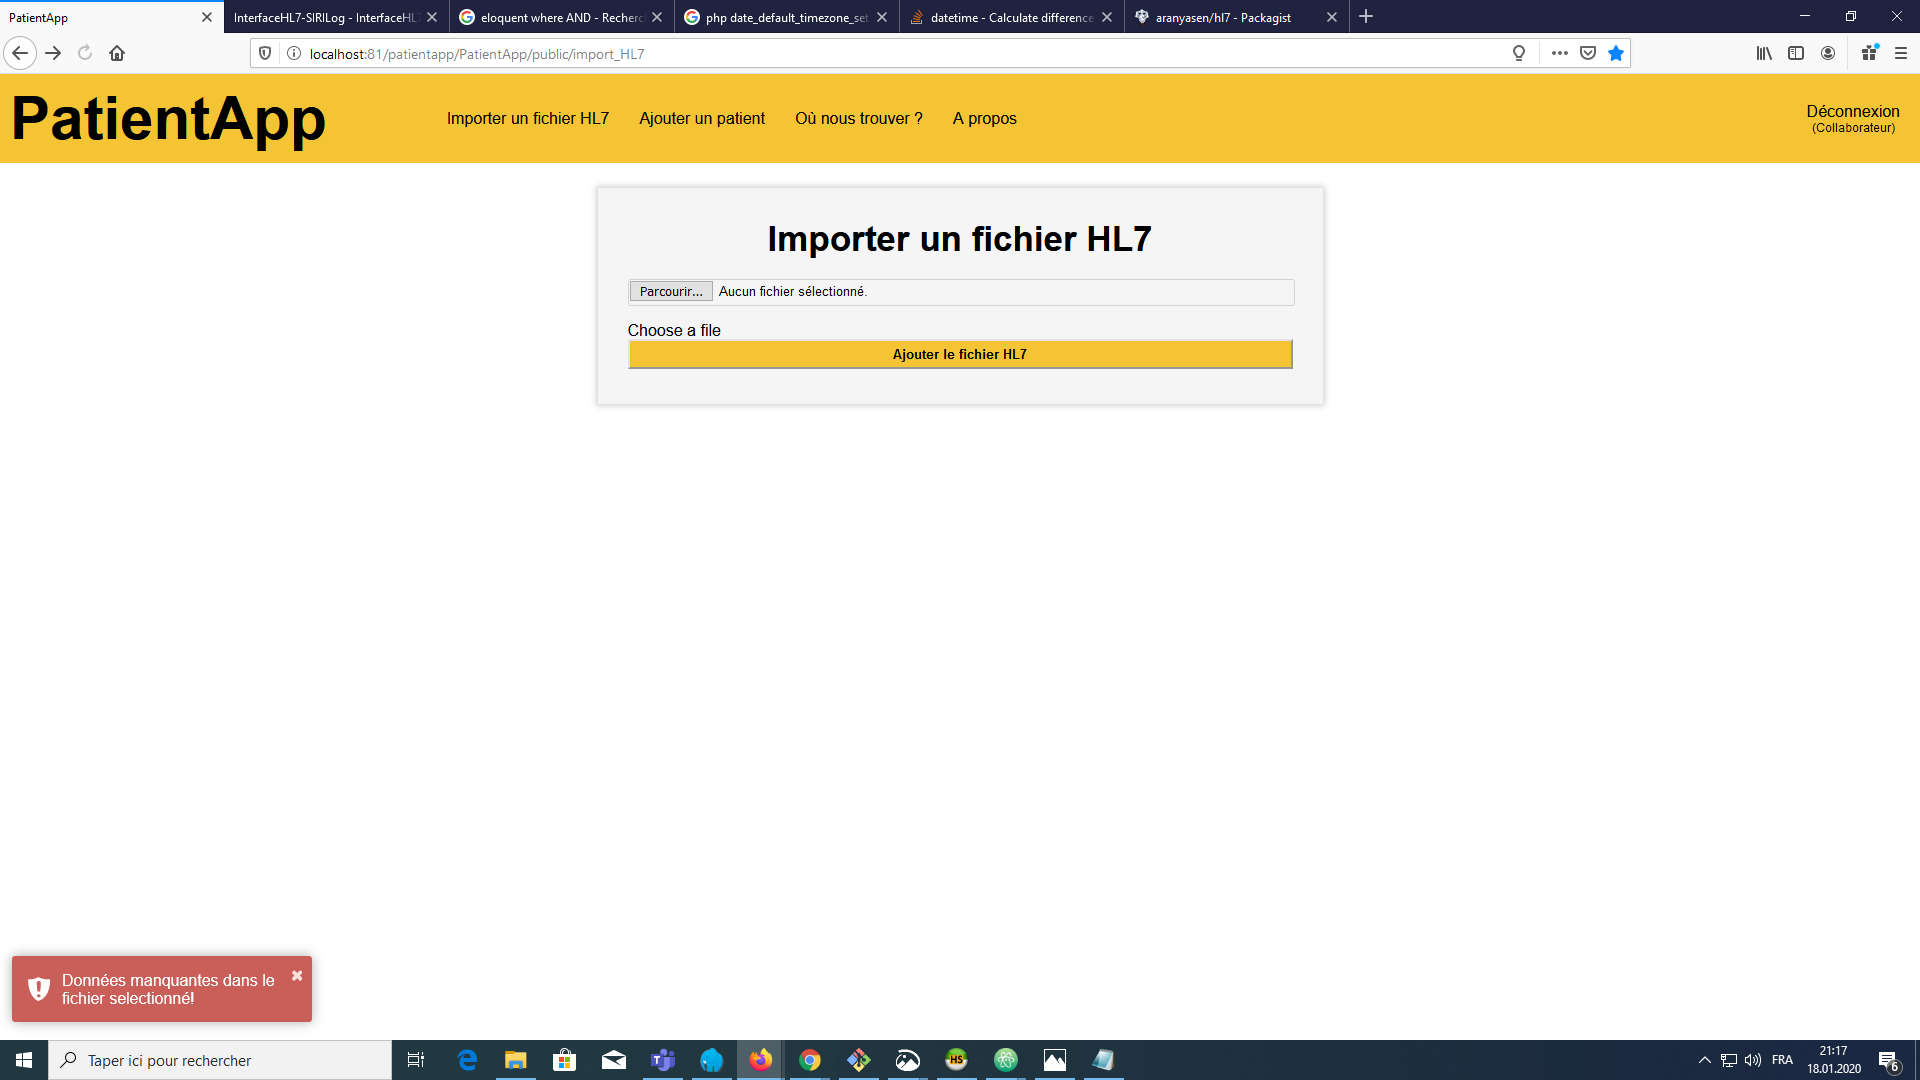 PatientApp
InterfaceHL7-SIRILog - InterfaceHL7
eloquent where AND - Recherc
php date_default_timezone_set
datetime - Calculate difference
aranyasen/hl7 - Packagist
localhost:81/patientapp/PatientApp/public/import_HL7
PatientApp
Importer un fichier HL7
Ajouter un patient
Où nous trouver ?
A propos
Déconnexion
(Collaborateur)
Importer un fichier HL7
Parcourir... Aucun fichier sélectionné.
Choose a file
Ajouter le fichier HL7
Données manquantes dans le
fichier selectionné!
Taper ici pour rechercher
HS
FRA
21:17
18.01.2020
6